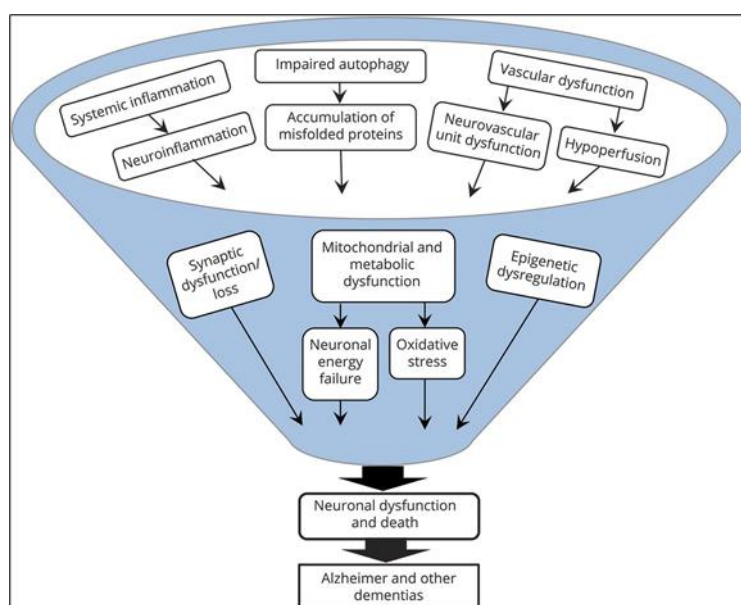 Systemic inflammation
Neuroinflammation
Impaired autophagy
Accumulation of
misfolded proteins
Vascular dysfunction
Neurovascular
unit dysfunction
Hypoperfusion
Synaptic
dysfunction/
loss
Mitochondrial and
metabolic
dysfunction
Neuronal
energy
failure
Oxidative
stress
Epigenetic
dysregulation
Neuronal dysfunction
and death
Alzheimer and other
dementias